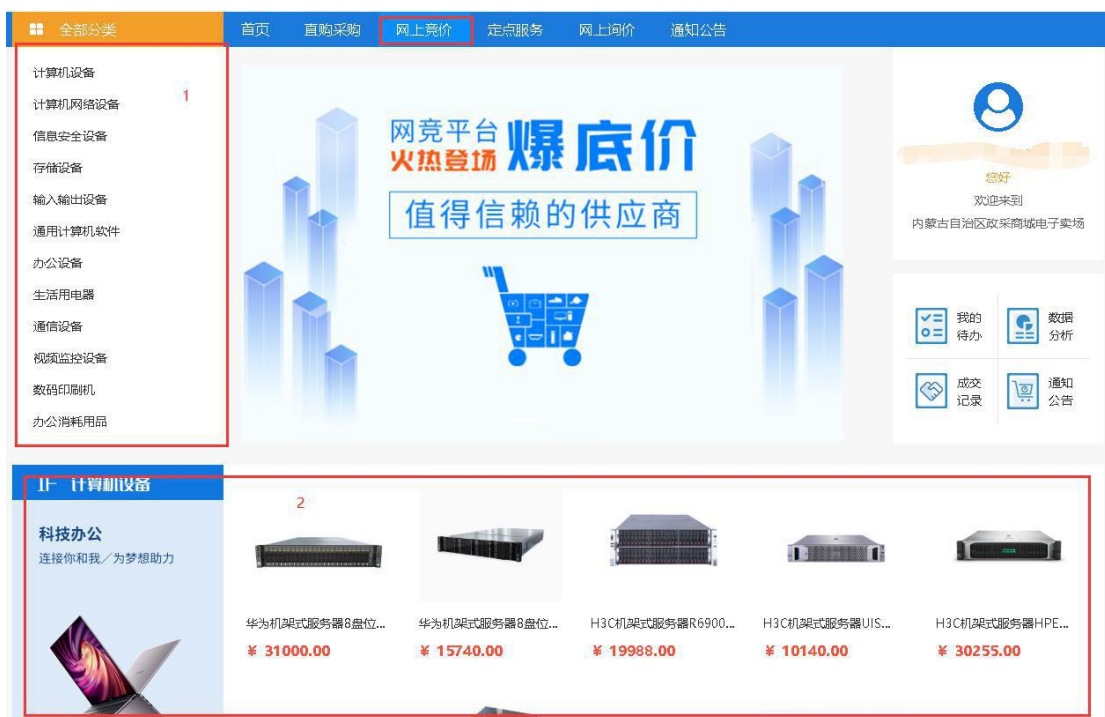 全部分类
首页 直购采购 网上竞价 定点服务 网上询价 通知公告
计算机设备
计算机网络设备
信息安全设备
存储设备
输入输出设备
通用计算机软件
办公设备
生活用电器
通信设备
视频监控设备
数码印刷机
办公消耗用品
1
网竞平台
火热登场
爆底价
值得信赖的供应商
您好
欢迎来到
内蒙古自治区政采商城电子卖场
我的
待办
数据
分析
成交
记录
通知
公告
1F 计算机设备
2
科技办公
连接你和我／为梦想助力
华为机架式服务器8盘位...
¥ 31000.00
华为机架式服务器8盘位...
¥ 15740.00
H3C机架式服务器R6900...
¥ 19988.00
H3C机架式服务器UIS...
¥ 10140.00
H3C机架式服务器HPE...
¥ 30255.00